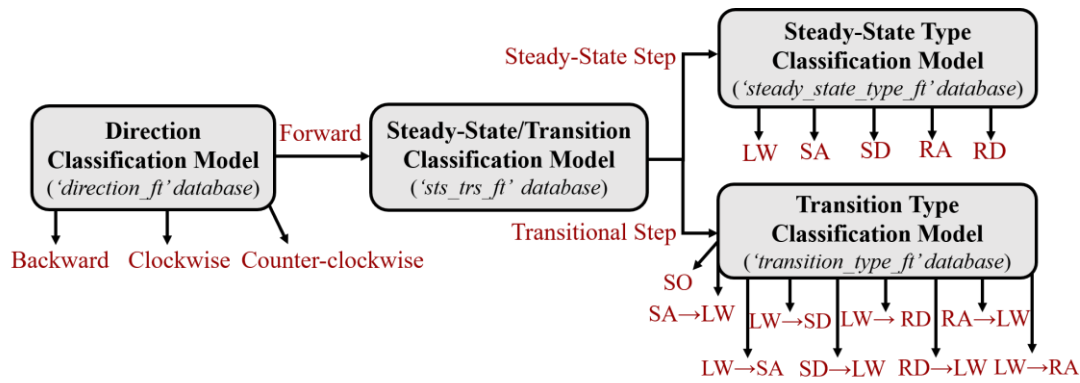 Direction
Classification Model
(‘direction_ft’ database)
Forward
Backward
Clockwise
Counter-clockwise
Steady-State/Transition
Classification Model
(‘sts_trs_ft’ database)
Steady-State Step
Transitional Step
Steady-State Type
Classification Model
(‘steady_state_type_ft’ database)
LW
SA
SD
RA
RD
Transition Type
Classification Model
(‘transition_type_ft’ database)
SO
SA→LW
LW→SD
LW→ RD
RA→LW
LW→SA
SD→LW
RD→LW
LW→RA